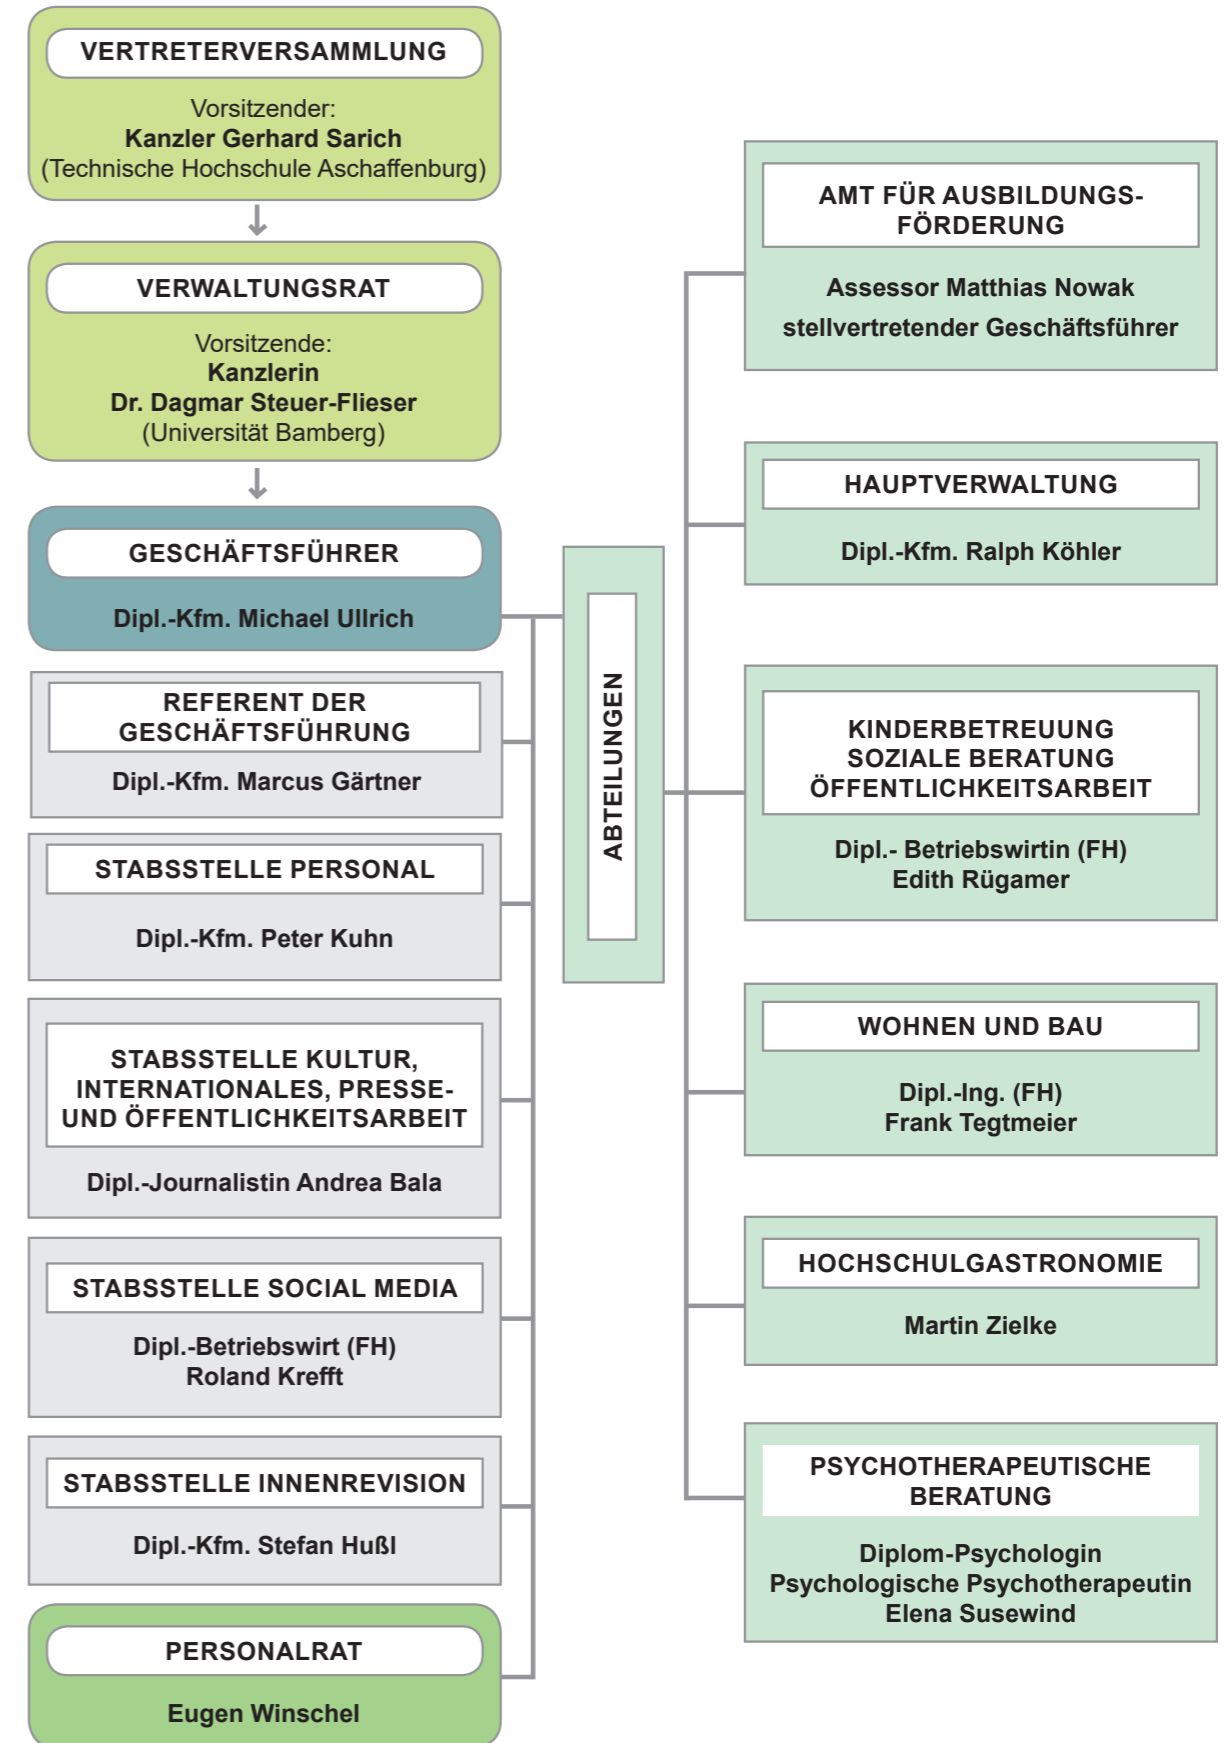 VERTRETERVERSAMMLUNG
Vorsitzender:
Kanzler Gerhard Sarich
(Technische Hochschule Aschaffenburg)
VERWALTUNGSRAT
Vorsitzende:
Kanzlerin
Dr. Dagmar Steuer-Flieser
(Universität Bamberg)
GESCHÄFTSFÜHRER
Dipl.-Kfm. Michael Ullrich
REFERENT DER
GESCHÄFTSFÜHRUNG
Dipl.-Kfm. Marcus Gärtner
STABSSTELLE PERSONAL
Dipl.-Kfm. Peter Kuhn
STABSSTELLE KULTUR,
INTERNATIONALES, PRESSE-
UND ÖFFENTLICHKEITSARBEIT
Dipl.-Journalistin Andrea Bala
STABSSTELLE SOCIAL MEDIA
Dipl.-Betriebswirt (FH)
Roland Krefft
STABSSTELLE INNENREVISION
Dipl.-Kfm. Stefan Hußl
PERSONALRAT
Eugen Winschel
ABTEILUNGEN
AMT FÜR AUSBILDUNGS-
FÖRDERUNG
Assessor Matthias Nowak
stellvertretender Geschäftsführer
HAUPTVERWALTUNG
Dipl.-Kfm. Ralph Köhler
KINDERBETREUUNG
SOZIALE BERATUNG
ÖFFENTLICHKEITSARBEIT
Dipl.- Betriebswirtin (FH)
Edith Rügamer
WOHNEN UND BAU
Dipl.-Ing. (FH)
Frank Tegtmeier
HOCHSCHULGASTRONOMIE
Martin Zielke
PSYCHOTHERAPEUTISCHE
BERATUNG
Diplom-Psychologin
Psychologische Psychotherapeutin
Elena Susewind